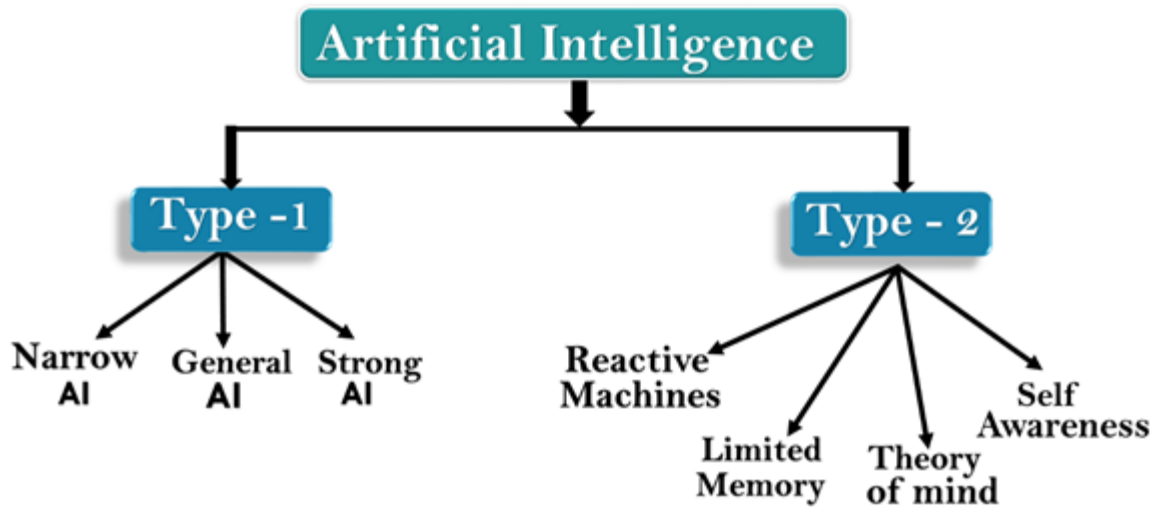 Artificial Intelligence
Type -1
Type - 2
Narrow
AI
General
AI
Strong
AI
Reactive
Machines
Limited
Memory
Theory
of mind
Self
Awareness